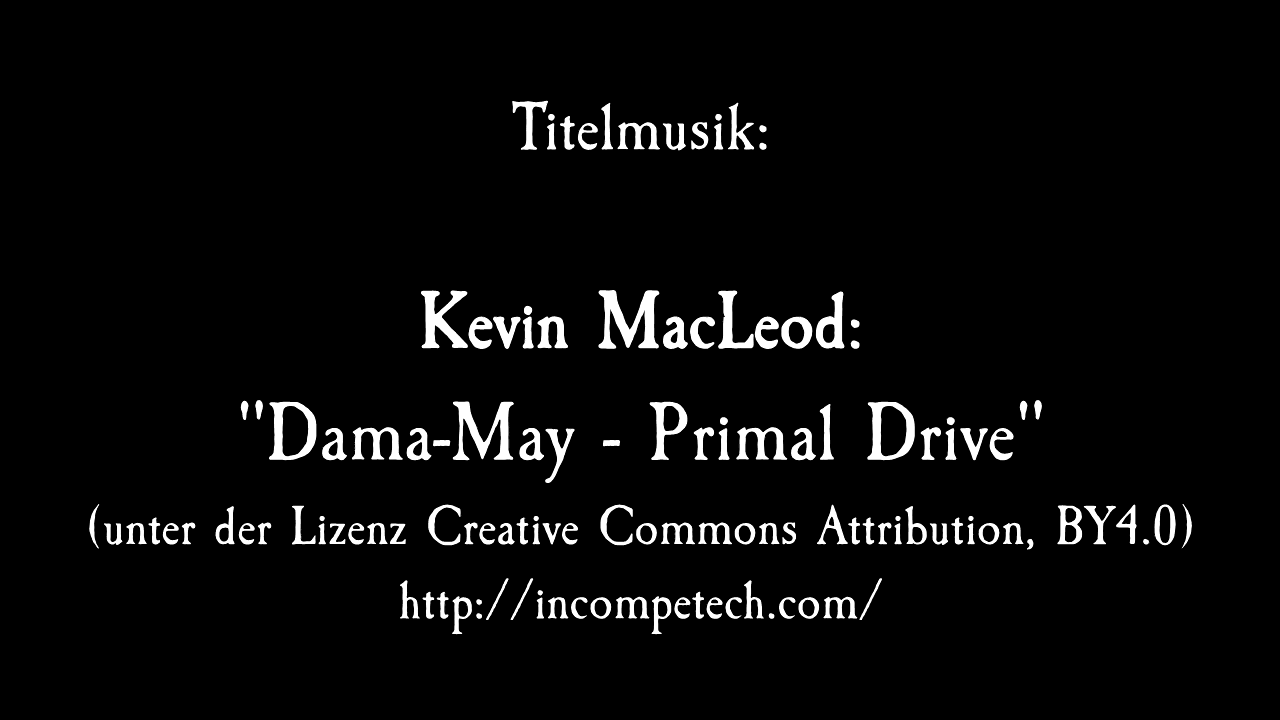 Titelmusik:
Kevin MacLeod:
"Dama-May - Primal Drive"
(unter der Lizenz Creative Commons Attribution, BY4.0)
http://incompetech.com/